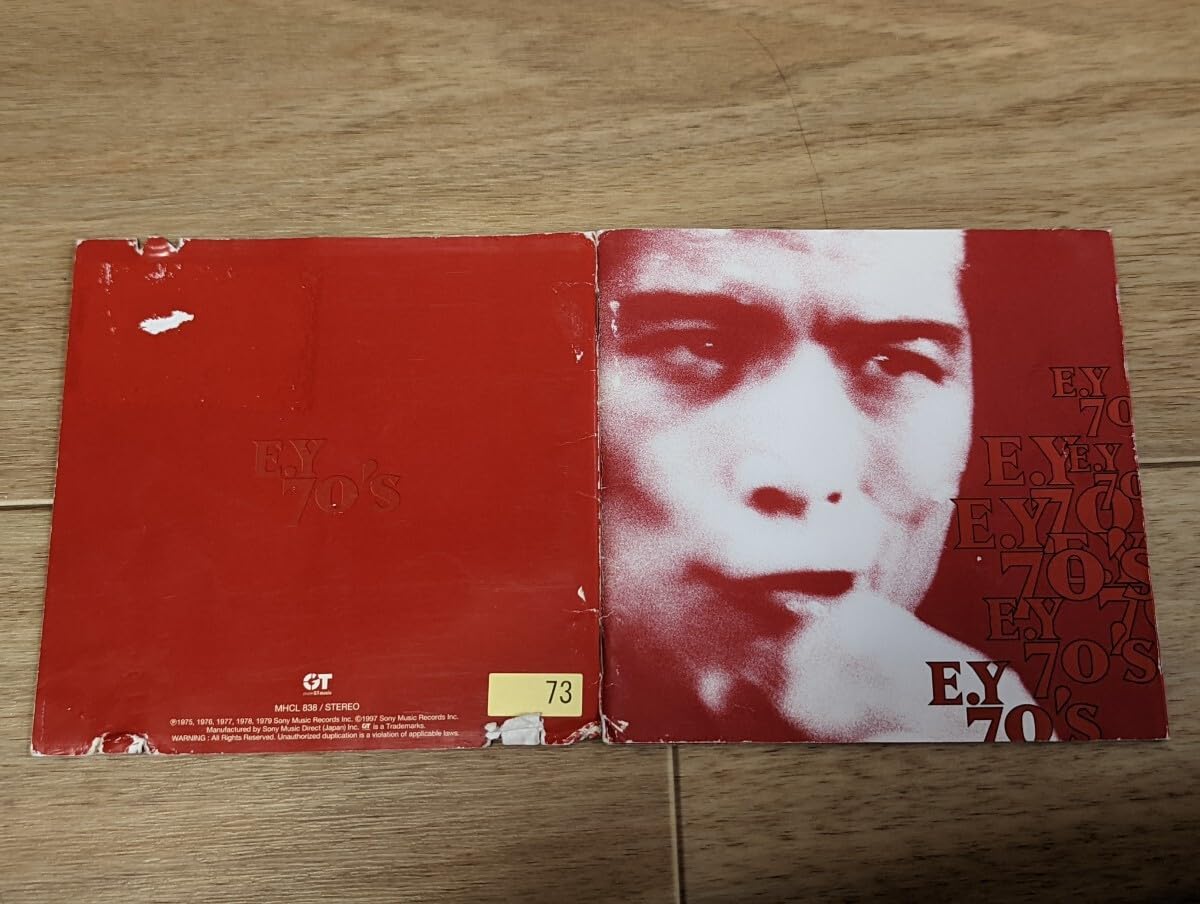 E.Y
70's
GT
MHCL 838 / STEREO
℗1975, 1976, 1977, 1978, 1979 Sony Music Records Inc. ©1997 Sony Music Records Inc.
Manufactured by Sony Music Direct (Japan) Inc. GT is a Trademarks.
WARNING : All Rights Reserved. Unauthorized duplication is a violation of applicable laws.
73
E.Y
70
E.Y
70
E.Y
70
E.Y
70's
E.Y
70's
E.Y
70's